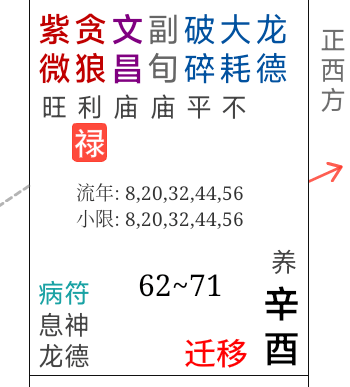 紫贪文副破大龙
微狼昌旬碎耗德
旺利庙庙平不
禄
正西方
流年: 8,20,32,44,56
小限: 8,20,32,44,56
62~71
养
辛酉
病符
息神
龙德
迁移